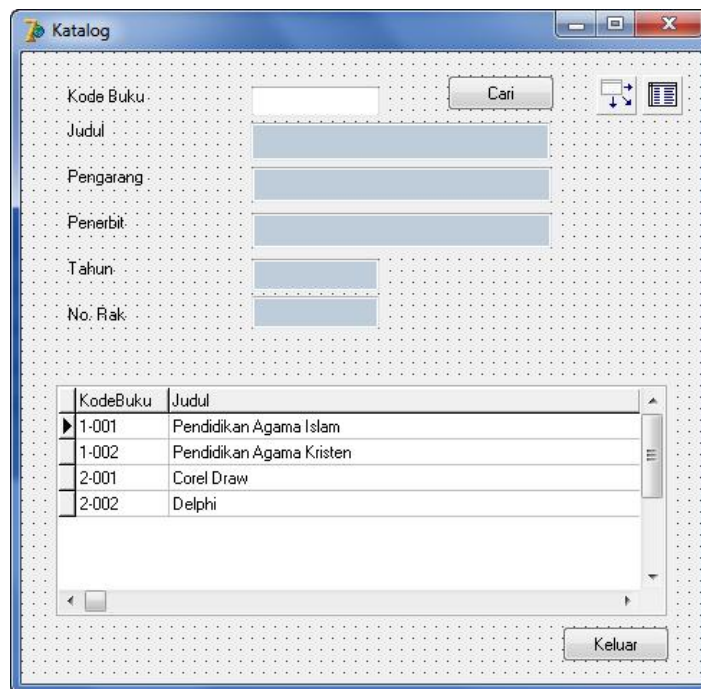 Katalog
Kode Buku Cari
Judul
Pengarang
Penerbit
Tahun
No. Rak
KodeBuku Judul
1-001 Pendidikan Agama Islam
1-002 Pendidikan Agama Kristen
2-001 Corel Draw
2-002 Delphi
Keluar